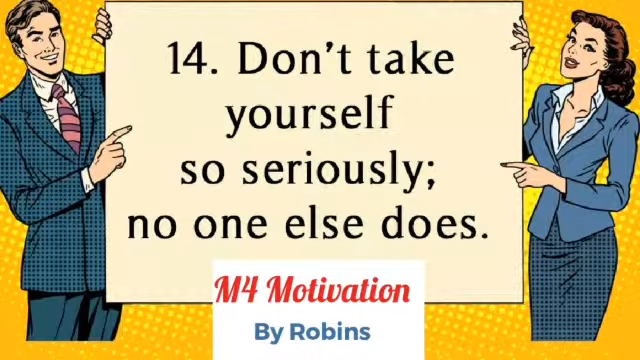 14. Don't take
yourself
so seriously;
no one else does.
M4 Motivation
By Robins